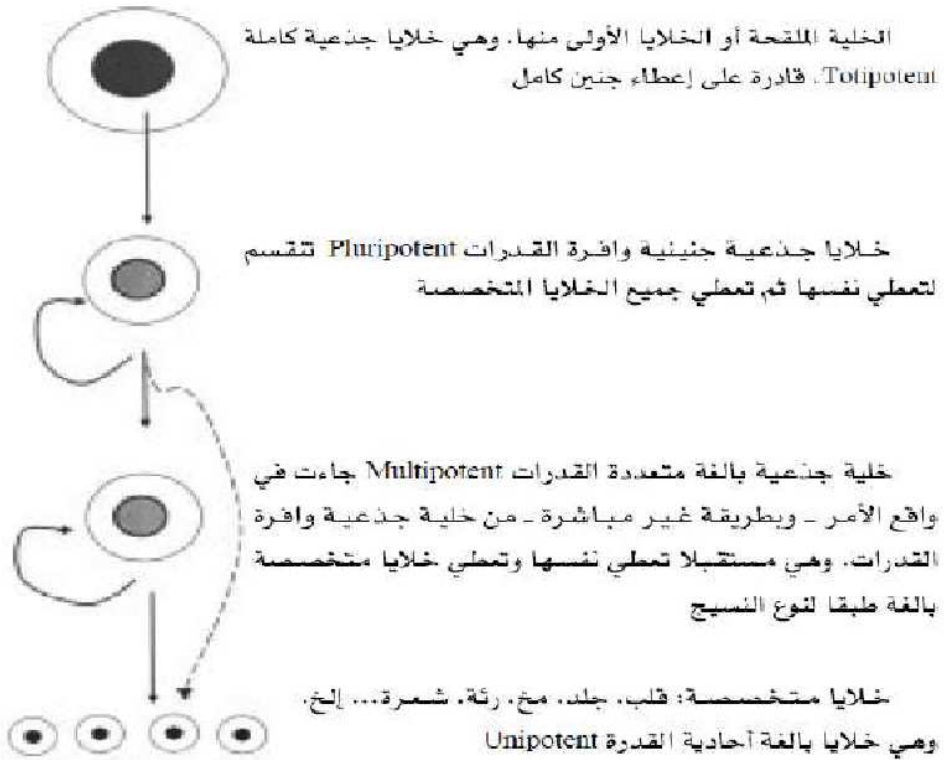 الخلية الملقحة أو الخلايا الأولى منها، وهي خلايا جذعية كاملة
Totipotent، قادرة على إعطاء جنين كامل
خلايا جذعية جنينية وافرة القدرات Pluripotent تنقسم
لتعطي نفسها ثم تعطي جميع الخلايا المتخصصة
خلية جذعية بالغة متعددة القدرات Multipotent جاءت في
واقع الأمر ـ وبطريقة غير مباشرة ـ من خلية جذعية وافرة
القدرات، وهي مستقبلا تعطي نفسها وتعطي خلايا متخصصة
بالغة طبقا لنوع النسيج
خلايا متخصصة: قلب، جلد، مخ، رئة، شعرة... إلخ.
وهي خلايا بالغة أحادية القدرة Unipotent